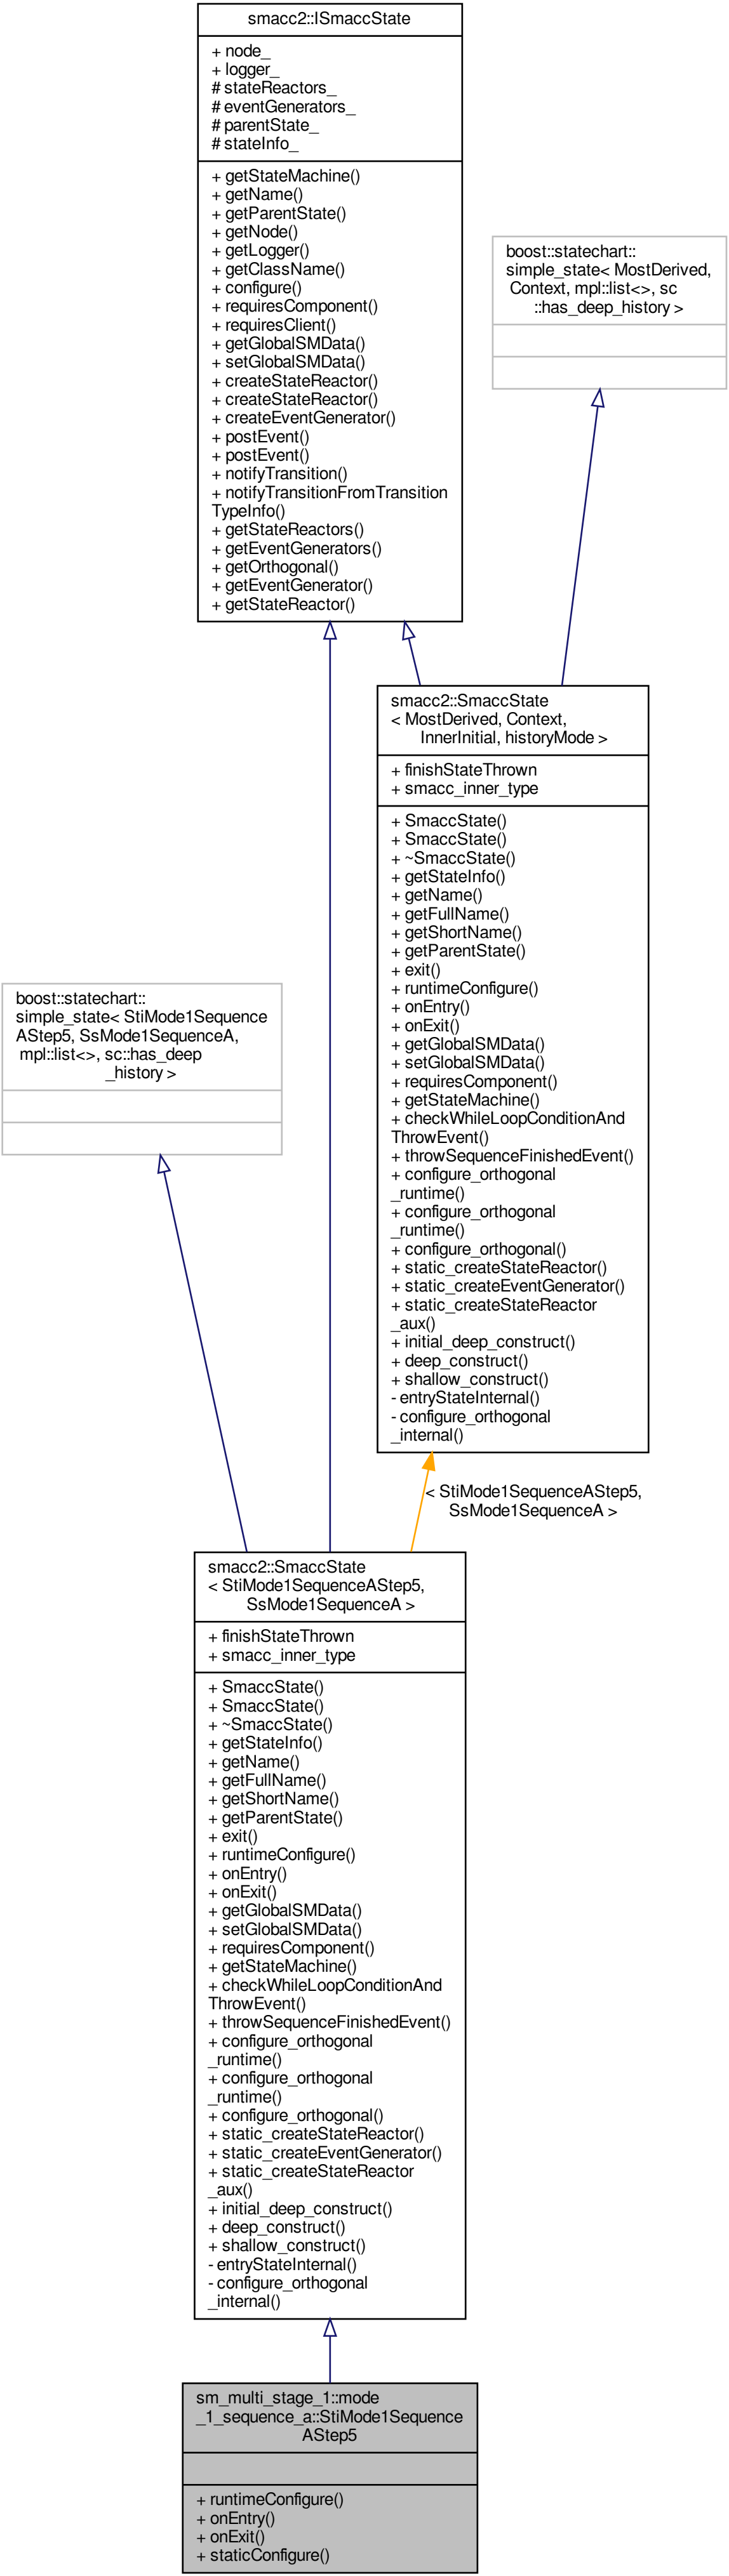 smacc2::ISmaccState
+ node_
+ logger_
# stateReactors_
# eventGenerators_
# parentState_
# stateInfo_
+ getStateMachine()
+ getName()
+ getParentState()
+ getNode()
+ getLogger()
+ getClassName()
+ configure()
+ requiresComponent()
+ requiresClient()
+ getGlobalSMData()
+ setGlobalSMData()
+ createStateReactor()
+ createStateReactor()
+ createEventGenerator()
+ postEvent()
+ postEvent()
+ notifyTransition()
+ notifyTransitionFromTransition
TypeInfo()
+ getStateReactors()
+ getEventGenerators()
+ getOrthogonal()
+ getEventGenerator()
+ getStateReactor()
boost::statechart::
simple_state< MostDerived,
Context, mpl::list<>, sc
::has_deep_history >
smacc2::SmaccState
< MostDerived, Context,
InnerInitial, historyMode >
+ finishStateThrown
+ smacc_inner_type
+ SmaccState()
+ SmaccState()
+ ~SmaccState()
+ getStateInfo()
+ getName()
+ getFullName()
+ getShortName()
+ getParentState()
+ exit()
+ runtimeConfigure()
+ onEntry()
+ onExit()
+ getGlobalSMData()
+ setGlobalSMData()
+ requiresComponent()
+ getStateMachine()
+ checkWhileLoopConditionAnd
ThrowEvent()
+ throwSequenceFinishedEvent()
+ configure_orthogonal
_runtime()
+ configure_orthogonal
_runtime()
+ configure_orthogonal()
+ static_createStateReactor()
+ static_createEventGenerator()
+ static_createStateReactor
_aux()
+ initial_deep_construct()
+ deep_construct()
+ shallow_construct()
- entryStateInternal()
- configure_orthogonal
_internal()
boost::statechart::
simple_state< StiMode1Sequence
AStep5, SsMode1SequenceA,
mpl::list<>, sc::has_deep
_history >
< StiMode1SequenceAStep5,
SsMode1SequenceA >
smacc2::SmaccState
< StiMode1SequenceAStep5,
SsMode1SequenceA >
+ finishStateThrown
+ smacc_inner_type
+ SmaccState()
+ SmaccState()
+ ~SmaccState()
+ getStateInfo()
+ getName()
+ getFullName()
+ getShortName()
+ getParentState()
+ exit()
+ runtimeConfigure()
+ onEntry()
+ onExit()
+ getGlobalSMData()
+ setGlobalSMData()
+ requiresComponent()
+ getStateMachine()
+ checkWhileLoopConditionAnd
ThrowEvent()
+ throwSequenceFinishedEvent()
+ configure_orthogonal
_runtime()
+ configure_orthogonal
_runtime()
+ configure_orthogonal()
+ static_createStateReactor()
+ static_createEventGenerator()
+ static_createStateReactor
_aux()
+ initial_deep_construct()
+ deep_construct()
+ shallow_construct()
- entryStateInternal()
- configure_orthogonal
_internal()
sm_multi_stage_1::mode
_1_sequence_a::StiMode1Sequence
AStep5
+ runtimeConfigure()
+ onEntry()
+ onExit()
+ staticConfigure()